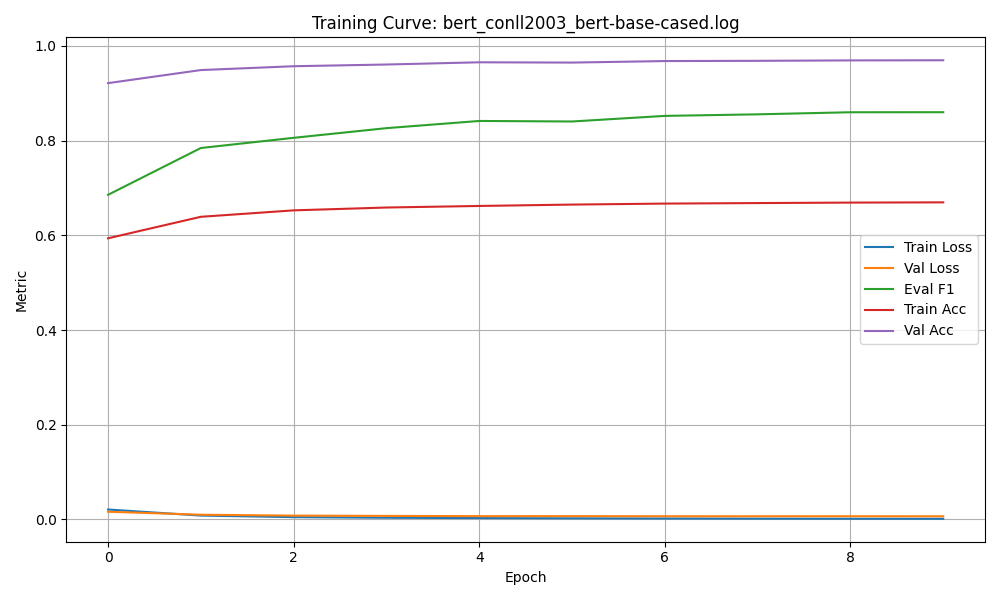 Training Curve: bert_conll2003_bert-base-cased.log
1.0
0.8
0.6
0.4
0.2
0.0
Metric
Train Loss
Val Loss
Eval F1
Train Acc
Val Acc
0
2
4
6
8
Epoch